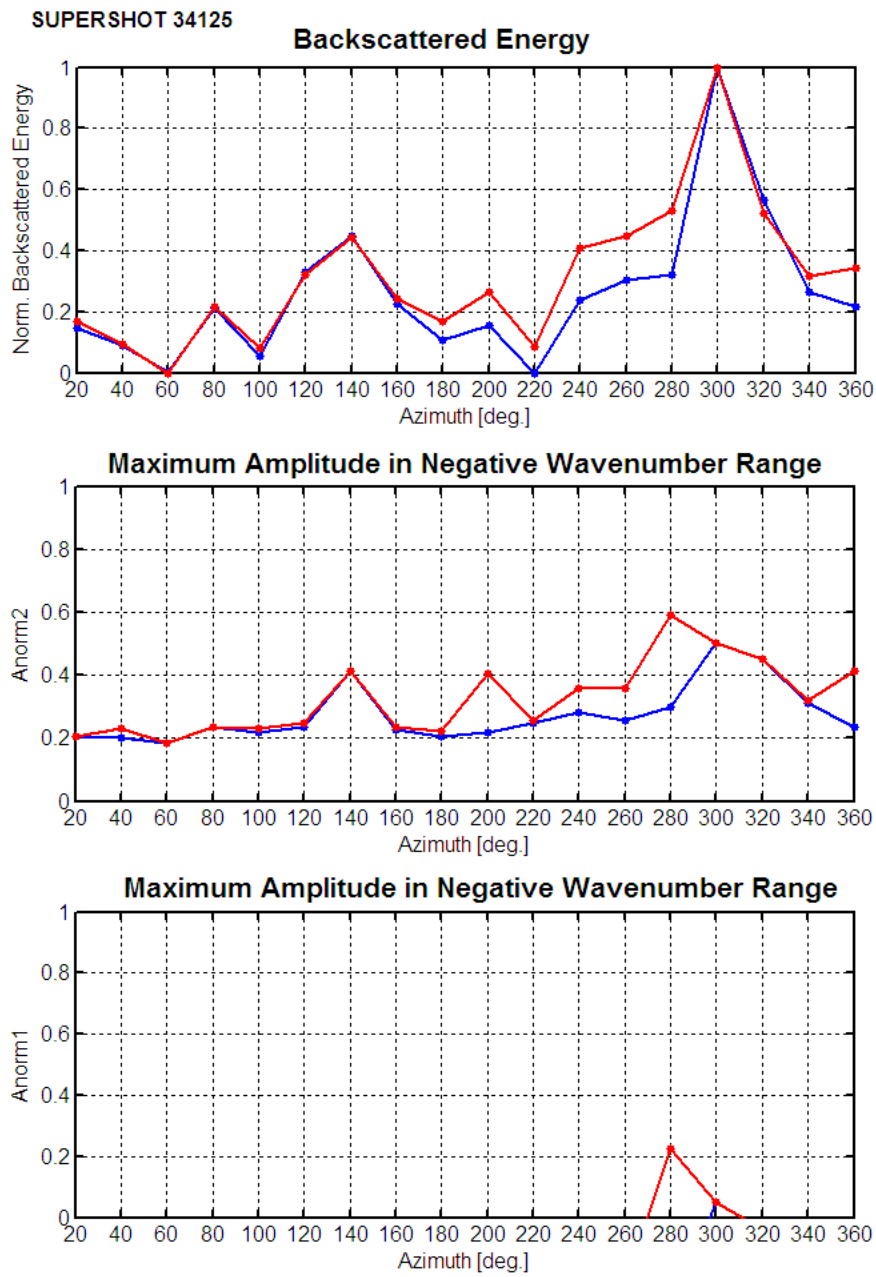 SUPERSHOT 34125
Backscattered Energy
Norm. Backscattered Energy
1
0.8
0.6
0.4
0.2
0
20 40 60 80 100 120 140 160 180 200 220 240 260 280 300 320 340 360
Azimuth [deg.]
Maximum Amplitude in Negative Wavenumber Range
Anorm2
1
0.8
0.6
0.4
0.2
0
20 40 60 80 100 120 140 160 180 200 220 240 260 280 300 320 340 360
Azimuth [deg.]
Maximum Amplitude in Negative Wavenumber Range
Anorm1
1
0.8
0.6
0.4
0.2
0
20 40 60 80 100 120 140 160 180 200 220 240 260 280 300 320 340 360
Azimuth [deg.]